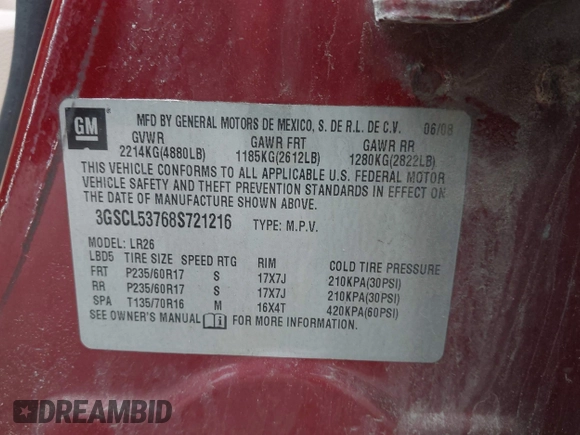 GM
MFD BY GENERAL MOTORS DE MEXICO, S. DE R.L. DE C.V. 06/08
GVWR GAWR FRT GAWR RR
2214KG(4880LB) 1185KG(2612LB) 1280KG(2822LB)
THIS VEHICLE CONFORMS TO ALL APPLICABLE U.S. FEDERAL MOTOR
VEHICLE SAFETY AND THEFT PREVENTION STANDARDS IN EFFECT ON
THE DATE OF MANUFACTURE SHOWN ABOVE.
3GSCL53768S721216 TYPE: M.P.V.
MODEL: LR26
LBD5 TIRE SIZE SPEED RTG RIM COLD TIRE PRESSURE
FRT P235/60R17 S 17X7J 210KPA(30PSI)
RR P235/60R17 S 17X7J 210KPA(30PSI)
SPA T135/70R16 M 16X4T 420KPA(60PSI)
SEE OWNER'S MANUAL FOR MORE INFORMATION
DREAMBID